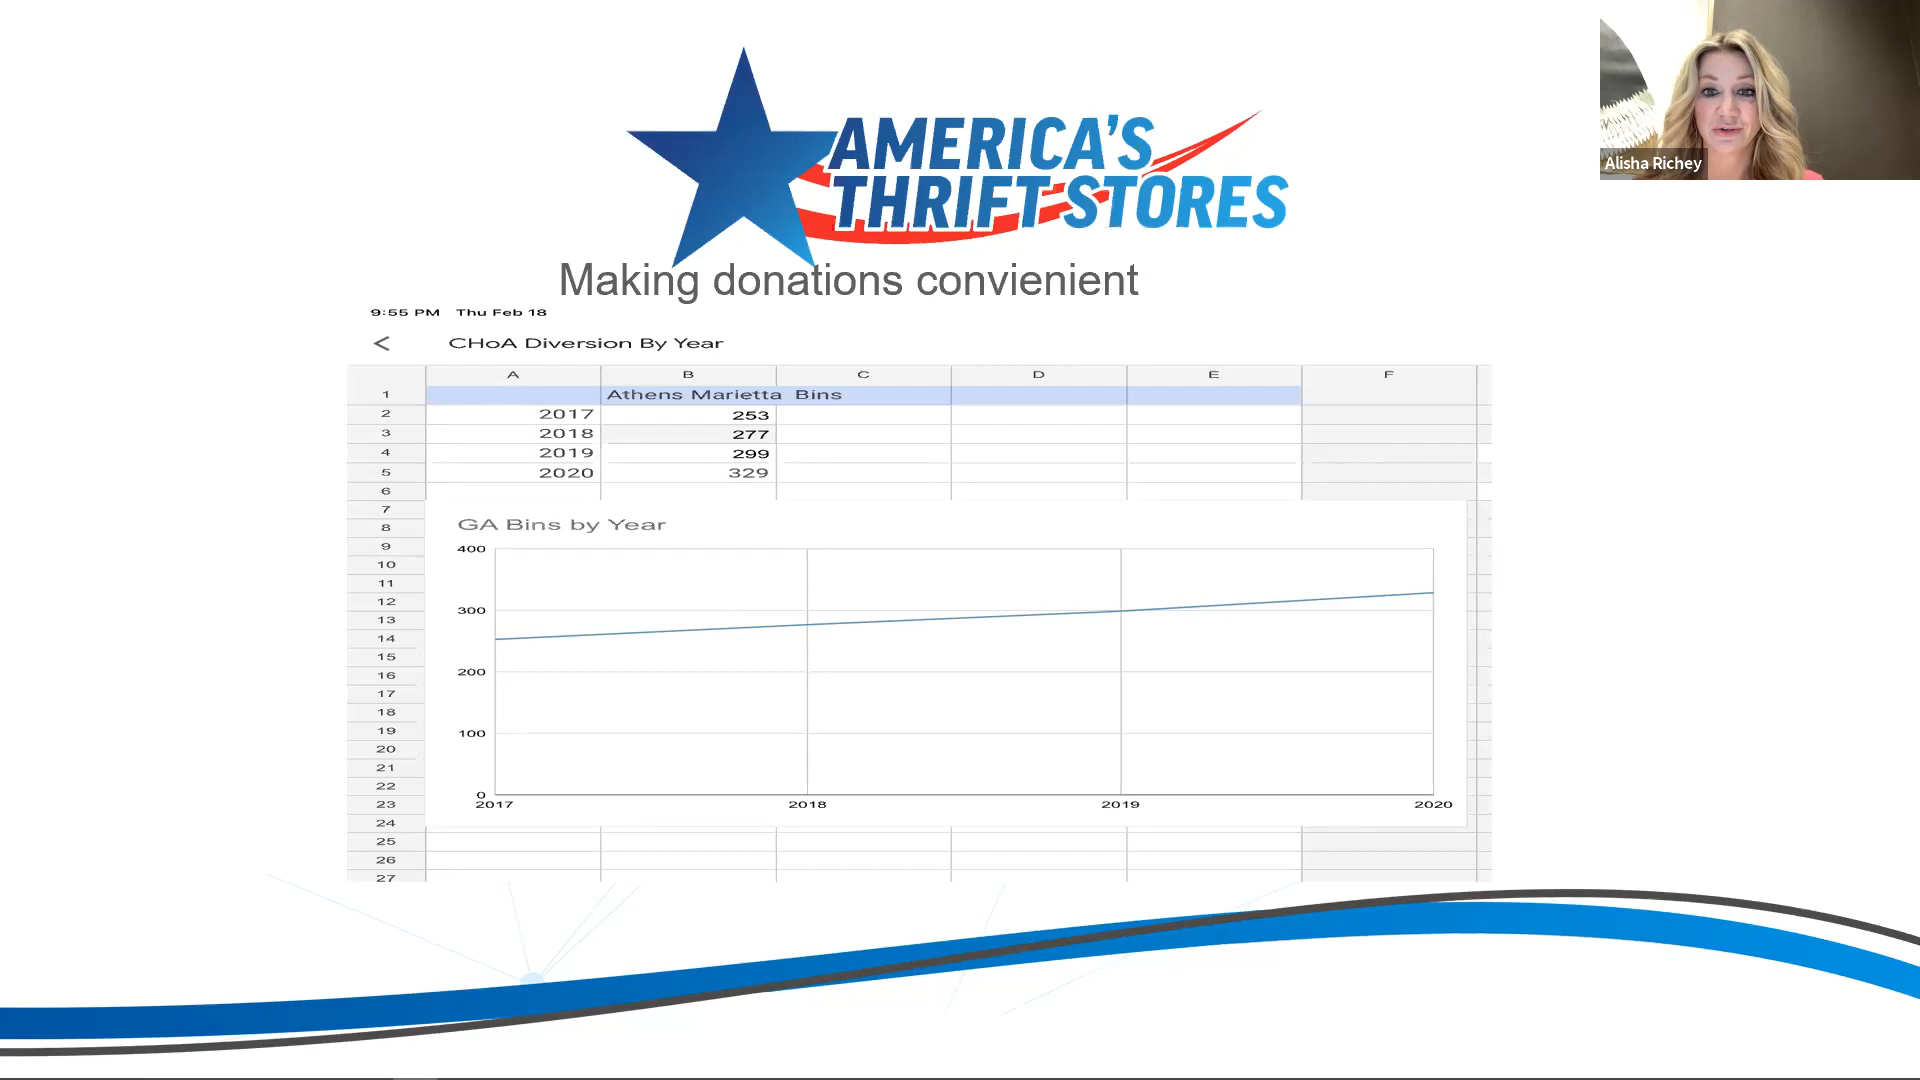 AMERICA'S
THRIFT STORES
Alisha Richey
Making donations convienient
9:55 PM Thu Feb 18
< CHoA Diversion By Year
A B C D E F
1 Athens Marietta Bins
2 2017 253
3 2018 277
4 2019 299
5 2020 329
6
7
8
9
10
11
12
13
14
15
16
17
18
19
20
21
22
23
24
25
26
27
GA Bins by Year
400
300
200
100
0
2017 2018 2019 2020